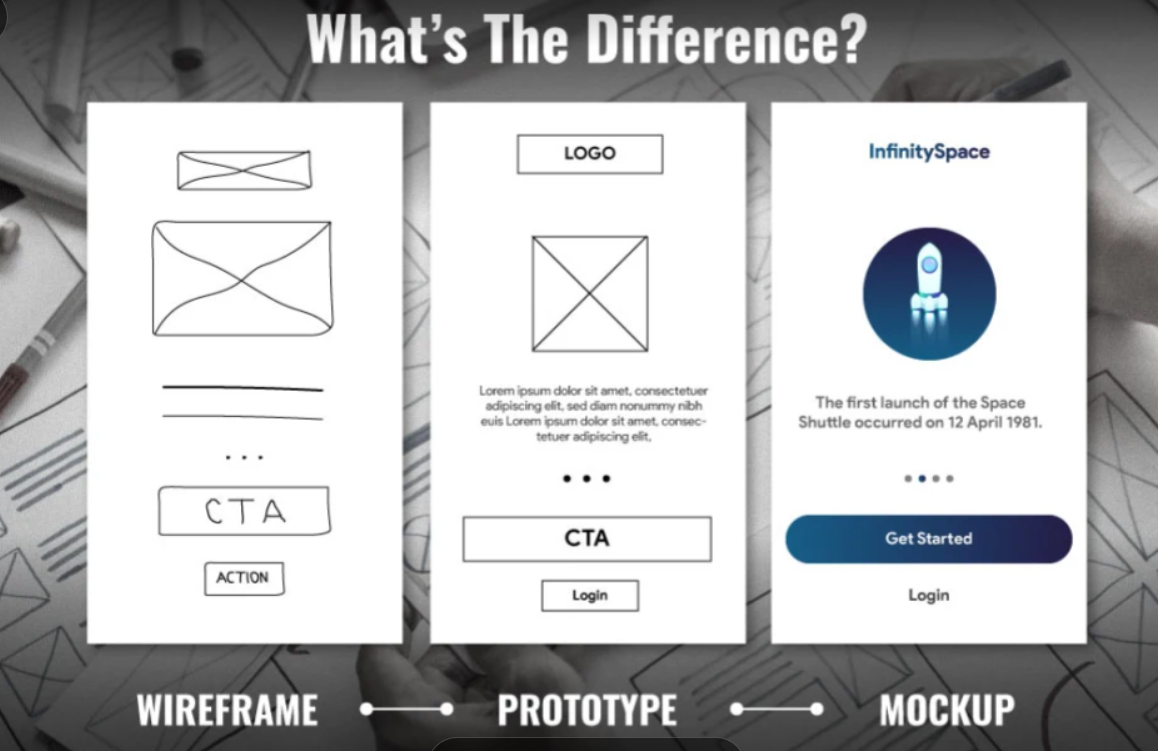 What's The Difference?
CTA
ACTION
LOGO
Lorem ipsum dolor sit amet, consectetuer
adipiscing elit, sed diam nonummy nibh
euis Lorem ipsum dolor sit amet, consec-
tetuer adipiscing elit,
CTA
Login
InfinitySpace
The first launch of the Space
Shuttle occurred on 12 April 1981.
Get Started
Login
WIREFRAME
PROTOTYPE
MOCKUP